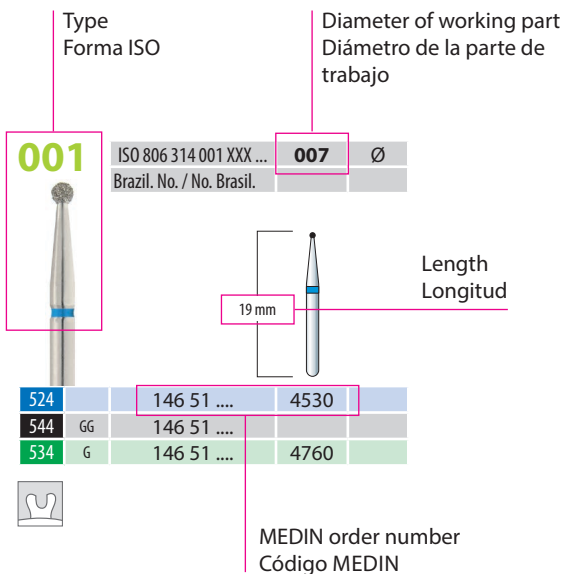 Type
Forma ISO
Diameter of working part
Diámetro de la parte de
trabajo
001
ISO 806 314 001 XXX ... 007 Ø
Brazil. No. / No. Brasil.
Length
Longitud
19 mm
524 146 51 .... 4530
544 GG 146 51 ....
534 G 146 51 .... 4760
MEDIN order number
Código MEDIN